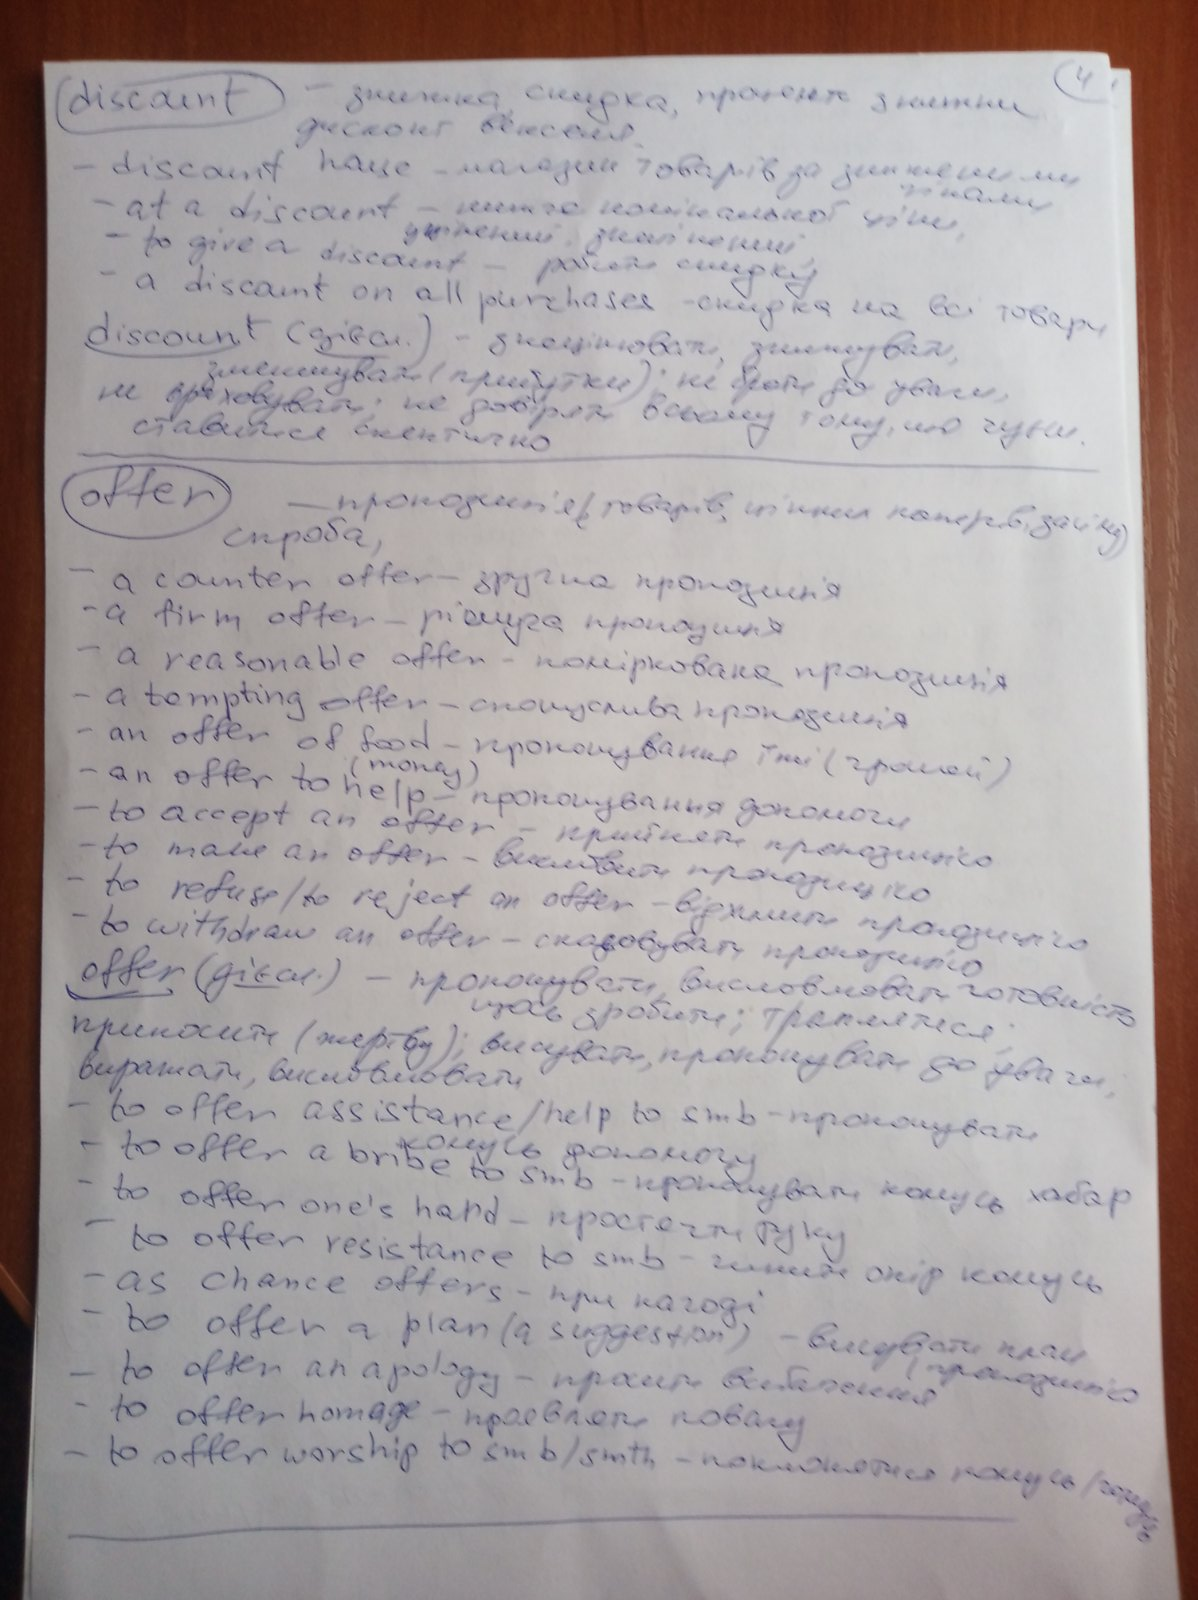 4
discount – знижка, скидка, процент знижки
дисконт векселя.
- discount house - магазин товарів за зниженими
цінами
- at a discount - нижче номінальної ціни,
знецінений
- to give a discount – робити скидку
- a discount on all purchases - скидка на всі товари
discount (дієсл.) - знецінювати, знижувати,
зменшувати (прибутки); не брати до уваги,
не враховувати; не довіряти всьому тому, що чуєш.
ставитися скептично
offer — пропозиція (товарів, цінних паперів, заміну)
спроба,
- a counter offer – зручна пропозиція
- a firm offer – рішуча пропозиція
- a reasonable offer - поміркована пропозиція
- a tempting offer – спокуслива пропозиція
- an offer of food - пропонування їжі (грошей)
(money)
- an offer to help – пропонування допомоги
- to accept an offer – прийняти пропозицію
- to make an offer - висловити пропозицію
- to refuse/to reject an offer - відхилити пропозицію
- to withdraw an offer - скасовувати пропозицію
offer (дієсл.) – пропонувати, висловлювати готовність
щось зробити; траплятися;
приносити (жертву); висувати, пропонувати до уваги;
виражати, висловлювати
- to offer assistance/help to smb - пропонувати
комусь допомогу
- to offer a bribe to smb - пропонувати комусь хабар
- to offer one's hand – простягти руку
- to offer resistance to smb - чинити опір комусь
- as chance offers - при нагоді
- to offer a plan (a suggestion) - висувати план
(пропозицію
- to offer an apology - просити вибачення
- to offer homage - проявляти повагу
- to offer worship to smb/smth - поклонятися комусь/чомусь